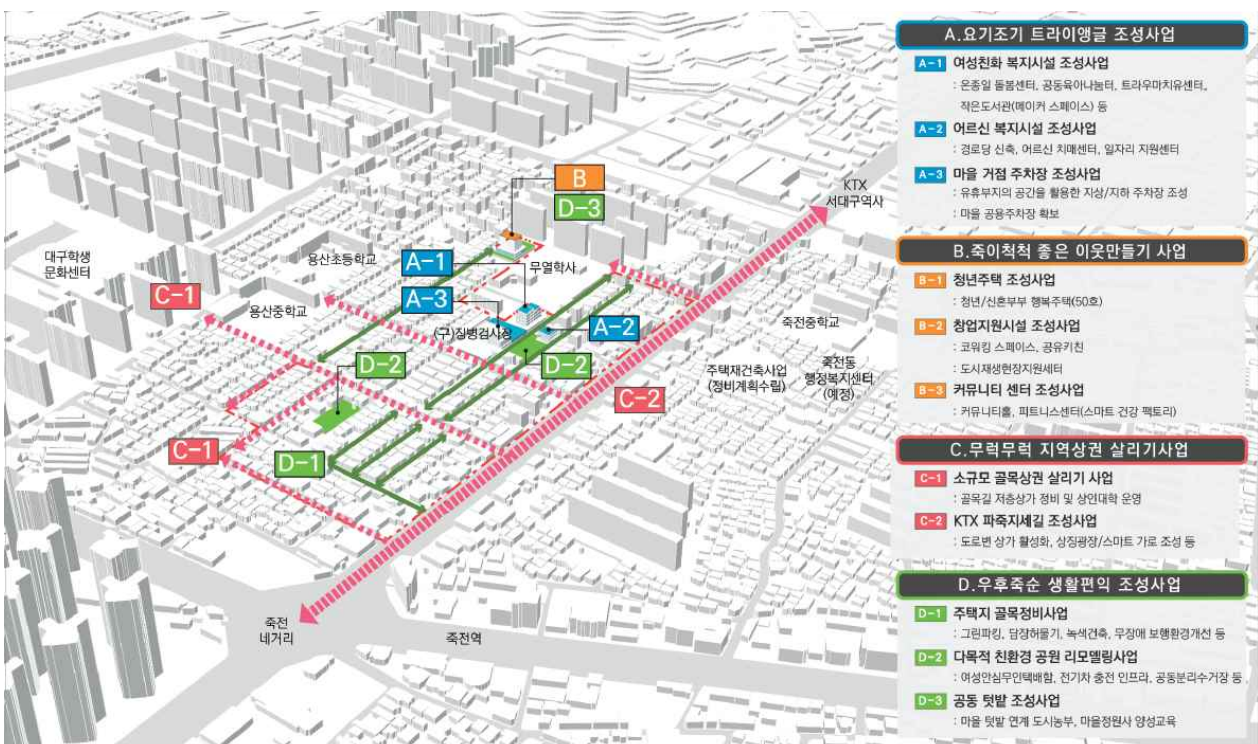 A.요기조기 트라이앵글 조성사업
A-1 여성친화 복지시설 조성사업
: 온종일 돌봄센터, 공동육아나눔터, 트라우마치유센터,
작은도서관(메이커 스페이스) 등
A-2 어르신 복지시설 조성사업
: 경로당 신축, 어르신 치매센터, 일자리 지원센터
A-3 마을 거점 주차장 조성사업
: 유휴부지의 공간을 활용한 지상/지하 주차장 조성
: 마을 공용주차장 확보
B.죽이척척 좋은 이웃만들기 사업
B-1 청년주택 조성사업
: 청년/신혼부부 행복주택(50호)
B-2 창업지원시설 조성사업
: 코워킹 스페이스, 공유키친
: 도시재생현장지원센터
B-3 커뮤니티 센터 조성사업
: 커뮤니티홀, 피트니스센터(스마트 건강 팩토리)
C.무럭무럭 지역상권 살리기사업
C-1 소규모 골목상권 살리기 사업
: 골목길 저층상가 정비 및 상인대학 운영
C-2 KTX 파죽지세길 조성사업
: 도로변 상가 활성화, 상징광장/스마트 가로 조성 등
D.우후죽순 생활편익 조성사업
D-1 주택지 골목정비사업
: 그린파킹, 담장허물기, 녹색건축, 무장애 보행환경개선 등
D-2 다목적 친환경 공원 리모델링사업
: 여성안심무인택배함, 전기차 충전 인프라, 공동분리수거장 등
D-3 공동 텃밭 조성사업
: 마을 텃밭 연계 도시농부, 마을정원사 양성교육
B
D-3
KTX
서대구역사
대구학생
문화센터
용산초등학교
A-1
무열학사
C-1
A-3
용산중학교
(구)징병검사장
A-2
죽전중학교
D-2
D-2
주택재건축사업
(정비계획수립)
죽전동
행정복지센터
(예정)
C-2
C-1
D-1
죽전
네거리
죽전역